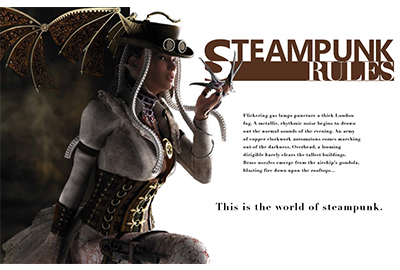 STEAMPUNK
RULES
Flickering gas lamps puncture a thick London
fog. A metallic, rhythmic noise begins to drown
out the normal sounds of the evening. An army
of copper clockwork automatons comes marching
out of the darkness. Overhead, a looming
dirigible barely clears the tallest buildings.
Brass nozzles emerge from the airship's gondola,
blasting fire down upon the rooftops...
This is the world of steampunk.